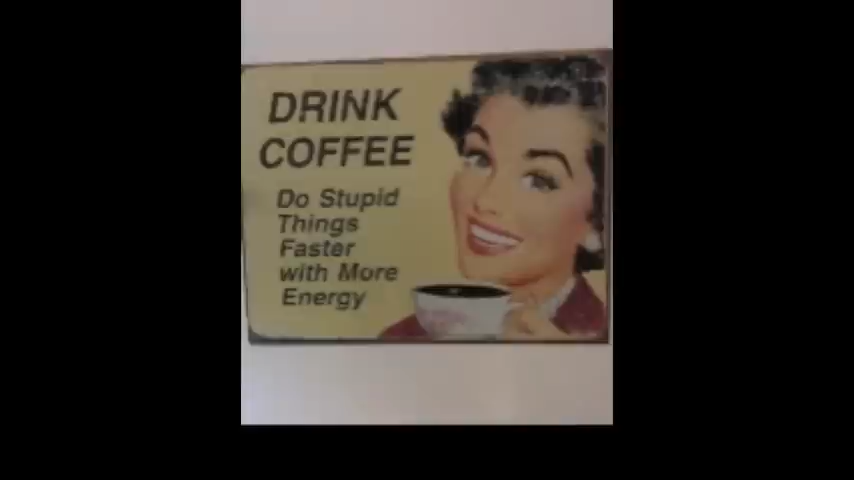 DRINK
COFFEE
Do Stupid
Things
Faster
with More
Energy